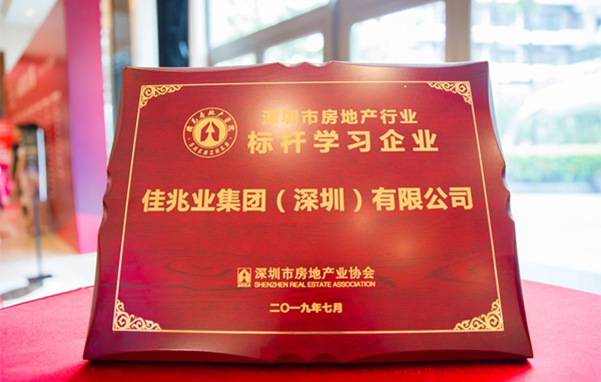 深圳市房地产行业
标杆学习企业
佳兆业集团（深圳）有限公司
深圳市房地产业协会
SHENZHEN REAL ESTATE ASSOCIATION
二〇一九年七月